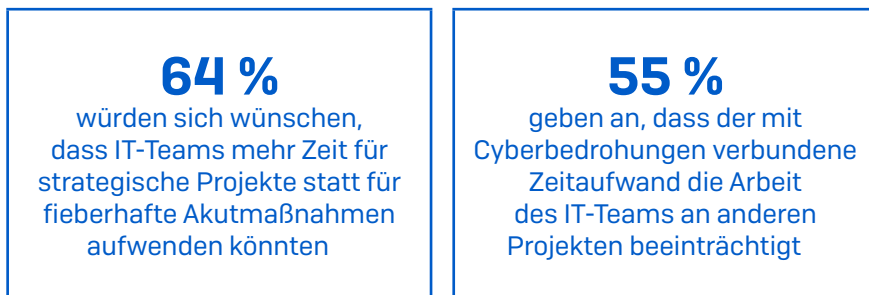 64 %
würden sich wünschen,
dass IT-Teams mehr Zeit für
strategische Projekte statt für
fieberhafte Akutmaßnahmen
aufwenden könnten
55 %
geben an, dass der mit
Cyberbedrohungen verbundene
Zeitaufwand die Arbeit
des IT-Teams an anderen
Projekten beeinträchtigt